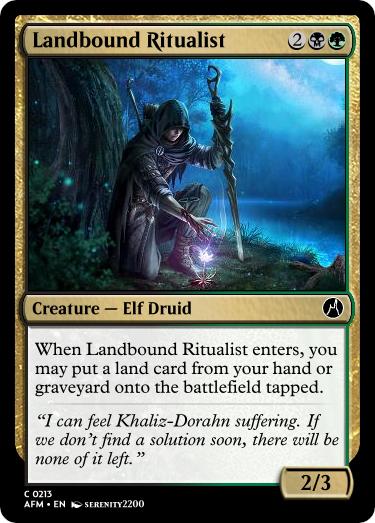 Landbound Ritualist 2
Creature — Elf Druid
When Landbound Ritualist enters, you
may put a land card from your hand or
graveyard onto the battlefield tapped.
“I can feel Khaliz-Dorahn suffering. If
we don’t find a solution soon, there will be
none of it left.”
2/3
C 0213
AFM • EN SERENITY2200